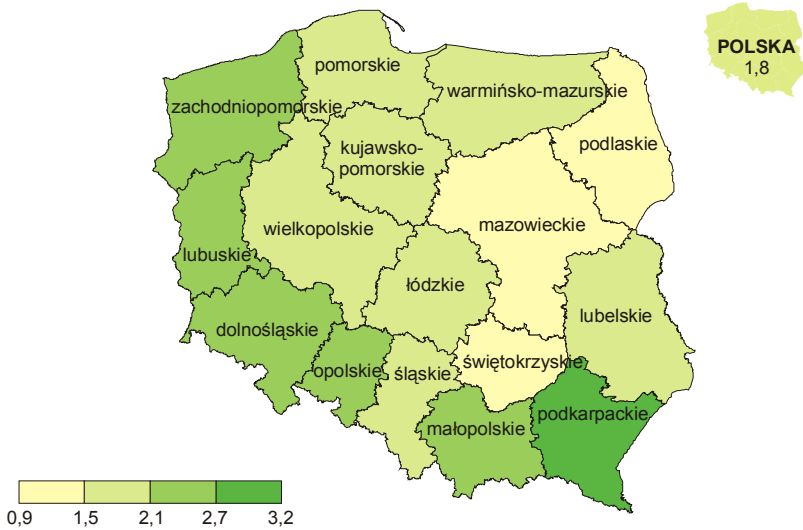 pomorskie
POLSKA
1,8
warmińsko-mazurskie
zachodniopomorskie
kujawsko-
pomorskie
podlaskie
wielkopolskie
mazowieckie
lubuskie
łódzkie
lubelskie
dolnośląskie
opolskie
śląskie
świętokrzyskie
małopolskie
podkarpackie
0,9 1,5 2,1 2,7 3,2